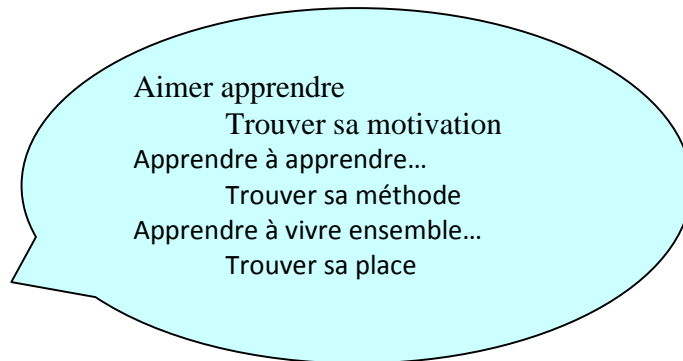 Aimer apprendre
Trouver sa motivation
Apprendre à apprendre…
Trouver sa méthode
Apprendre à vivre ensemble…
Trouver sa place